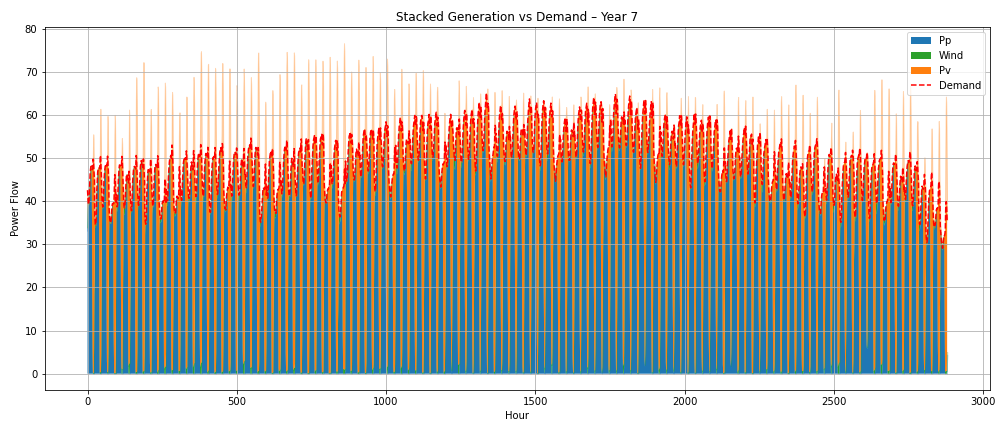 Stacked Generation vs Demand – Year 7
80
70
60
50
40
30
20
10
0
Power Flow
0
500
1000
1500
2000
2500
3000
Hour
Pp
Wind
Pv
Demand